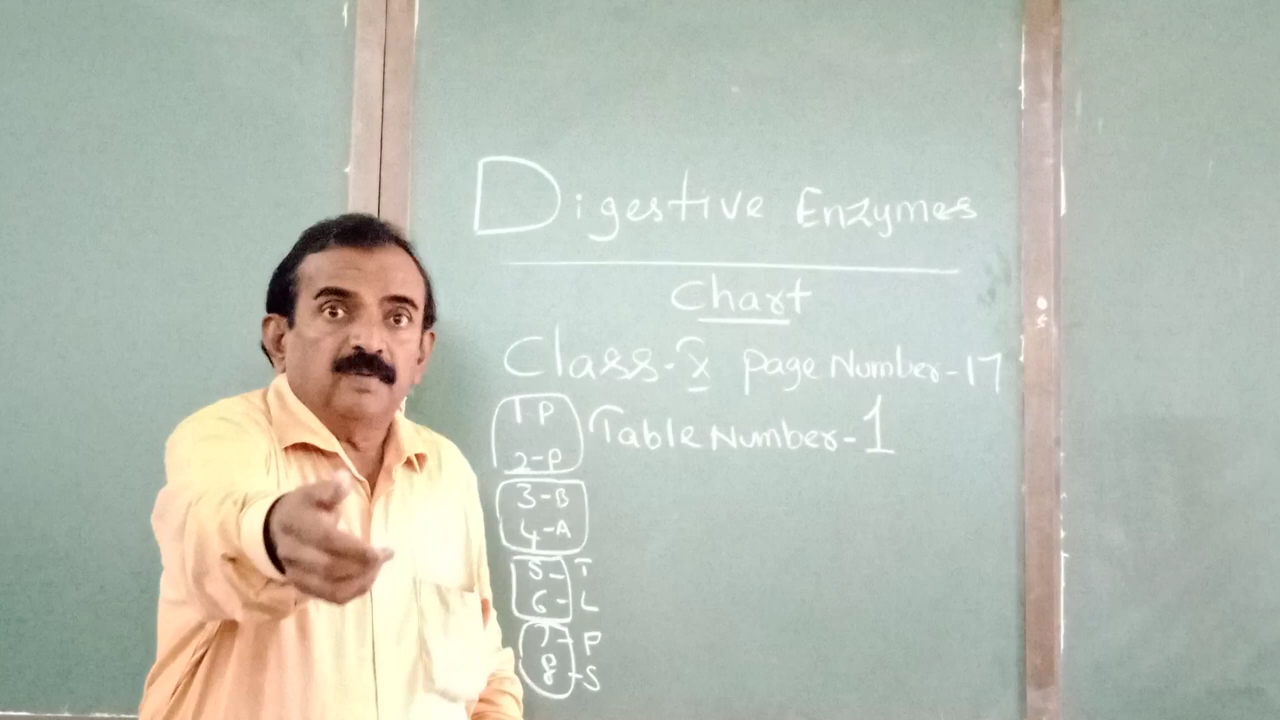 Digestive Enzymes
Chart
Class-X Page Number-17
Table Number-1
1-P
2-P
3-B
4-A
5-T
6-L
7-P
8-S